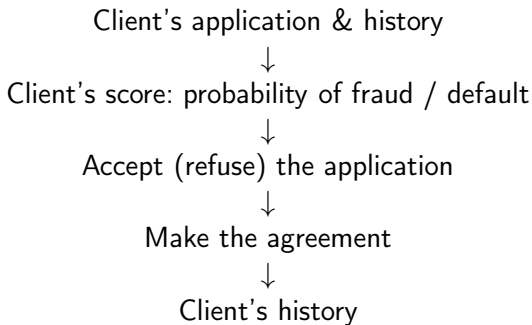 Client's application & history
↓
Client's score: probability of fraud / default
↓
Accept (refuse) the application
↓
Make the agreement
↓
Client's history